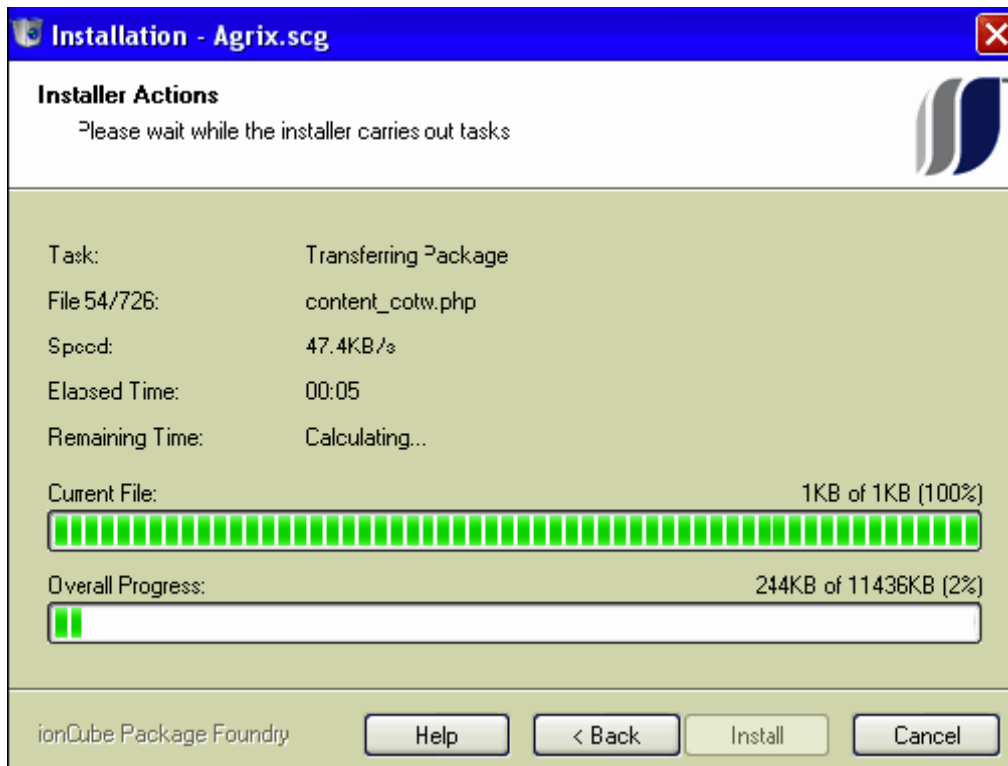 Installation - Agrix.scg
Installer Actions
Please wait while the installer carries out tasks
Task: Transferring Package
File 54/726: content_cotw.php
Speed: 47.4KB/s
Elapsed Time: 00:05
Remaining Time: Calculating...
Current File: 1KB of 1KB (100%)
Overall Progress: 244KB of 11436KB (2%)
ionCube Package Foundry Help < Back Install Cancel